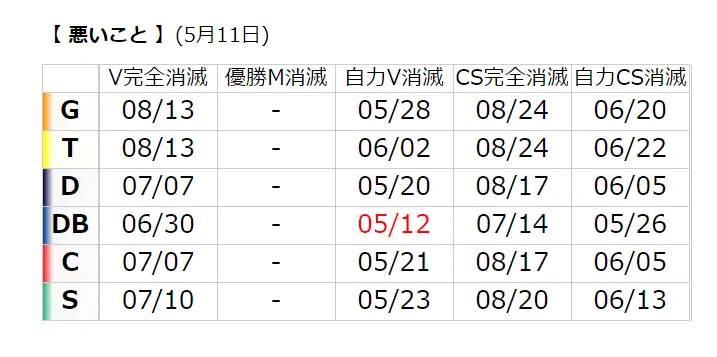 【 悪いこと 】(5月11日)
V完全消滅 優勝M消滅 自力V消滅 CS完全消滅 自力CS消滅
G 08/13 - 05/28 08/24 06/20
T 08/13 - 06/02 08/24 06/22
D 07/07 - 05/20 08/17 06/05
DB 06/30 - 05/12 07/14 05/26
C 07/07 - 05/21 08/17 06/05
S 07/10 - 05/23 08/20 06/13